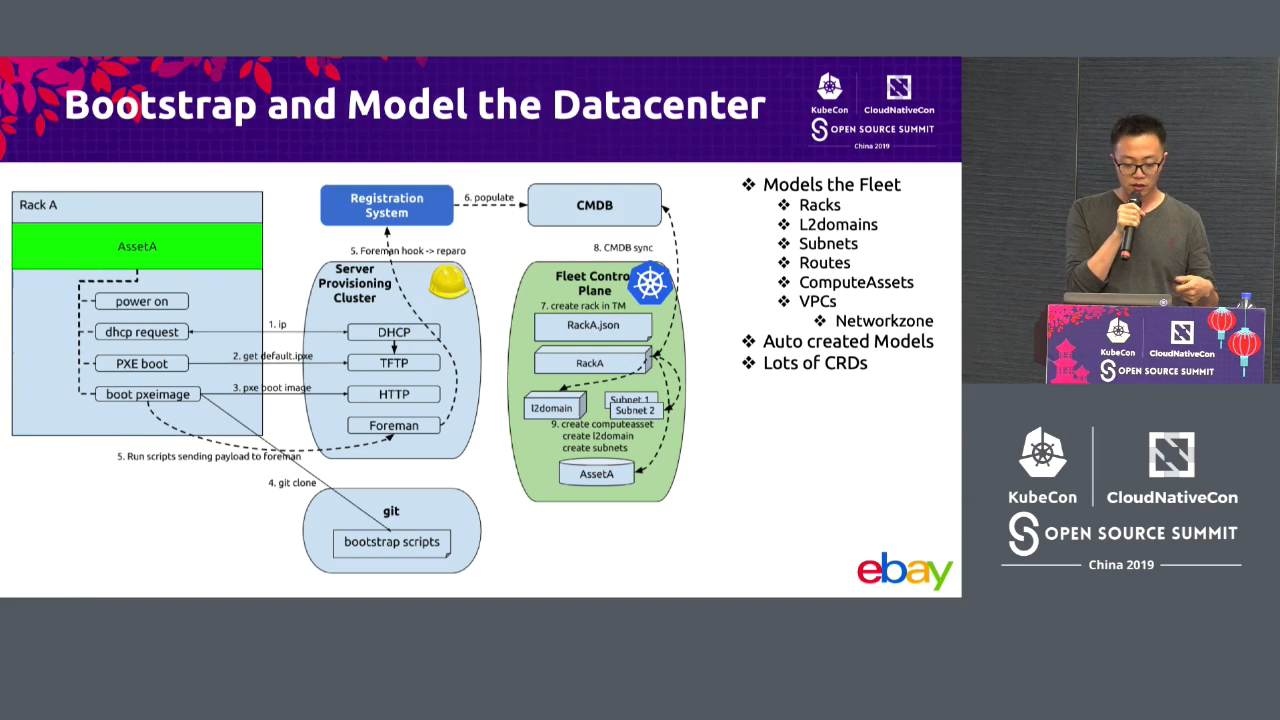 Bootstrap and Model the Datacenter
KubeCon
CloudNativeCon
OPEN SOURCE SUMMIT
China 2019
Rack A
AssetA
power on
dhcp request
PXE boot
boot pxeimage
Registration
System
6. populate
CMDB
5. Foreman hook -> reparo
8. CMDB sync
Server
Provisioning
Cluster
1. ip
DHCP
2. get default.ipxe
TFTP
3. pxe boot image
HTTP
Foreman
5. Run scripts sending payload to foreman
4. git clone
git
bootstrap scripts
Fleet Contro
Plane
7. create rack in TM
RackA.json
RackA
l2domain
Subnet 1
Subnet 2
9. create computeasset
create l2domain
create subnets
AssetA
❖ Models the Fleet
❖ Racks
❖ L2domains
❖ Subnets
❖ Routes
❖ ComputeAssets
❖ VPCs
❖ Networkzone
❖ Auto created Models
❖ Lots of CRDs
ebay
KubeCon
CloudNativeCon
OPEN SOURCE SUMMIT
KubeCon
CloudNativeCon
OPEN SOURCE SUMMIT
China 2019